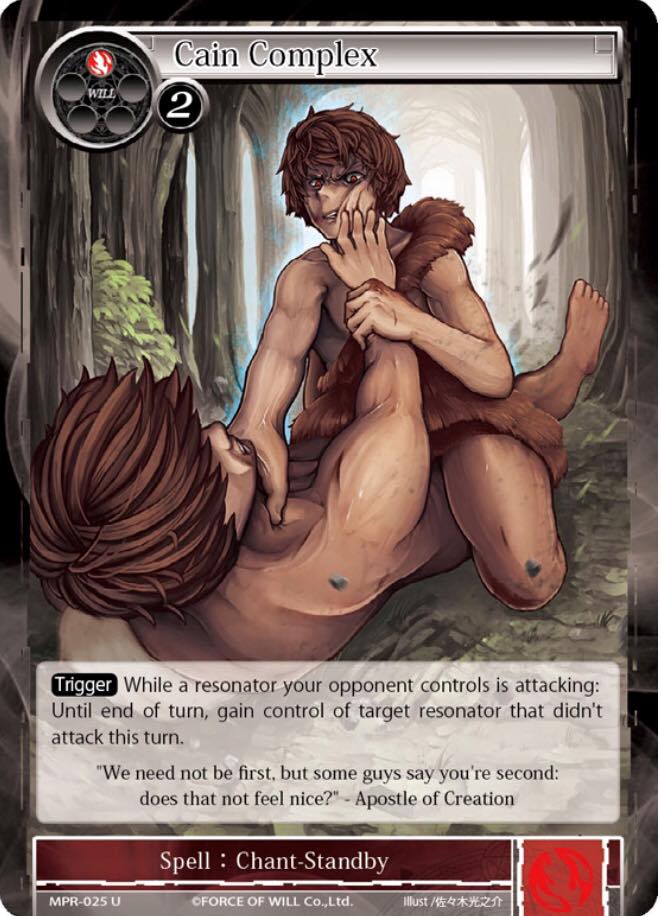 Cain Complex
WILL
2
Trigger While a resonator your opponent controls is attacking:
Until end of turn, gain control of target resonator that didn't
attack this turn.
"We need not be first, but some guys say you're second:
does that not feel nice?" - Apostle of Creation
Spell : Chant-Standby
MPR-025 U ©FORCE OF WILL Co.,Ltd. Illust /佐々木光之介